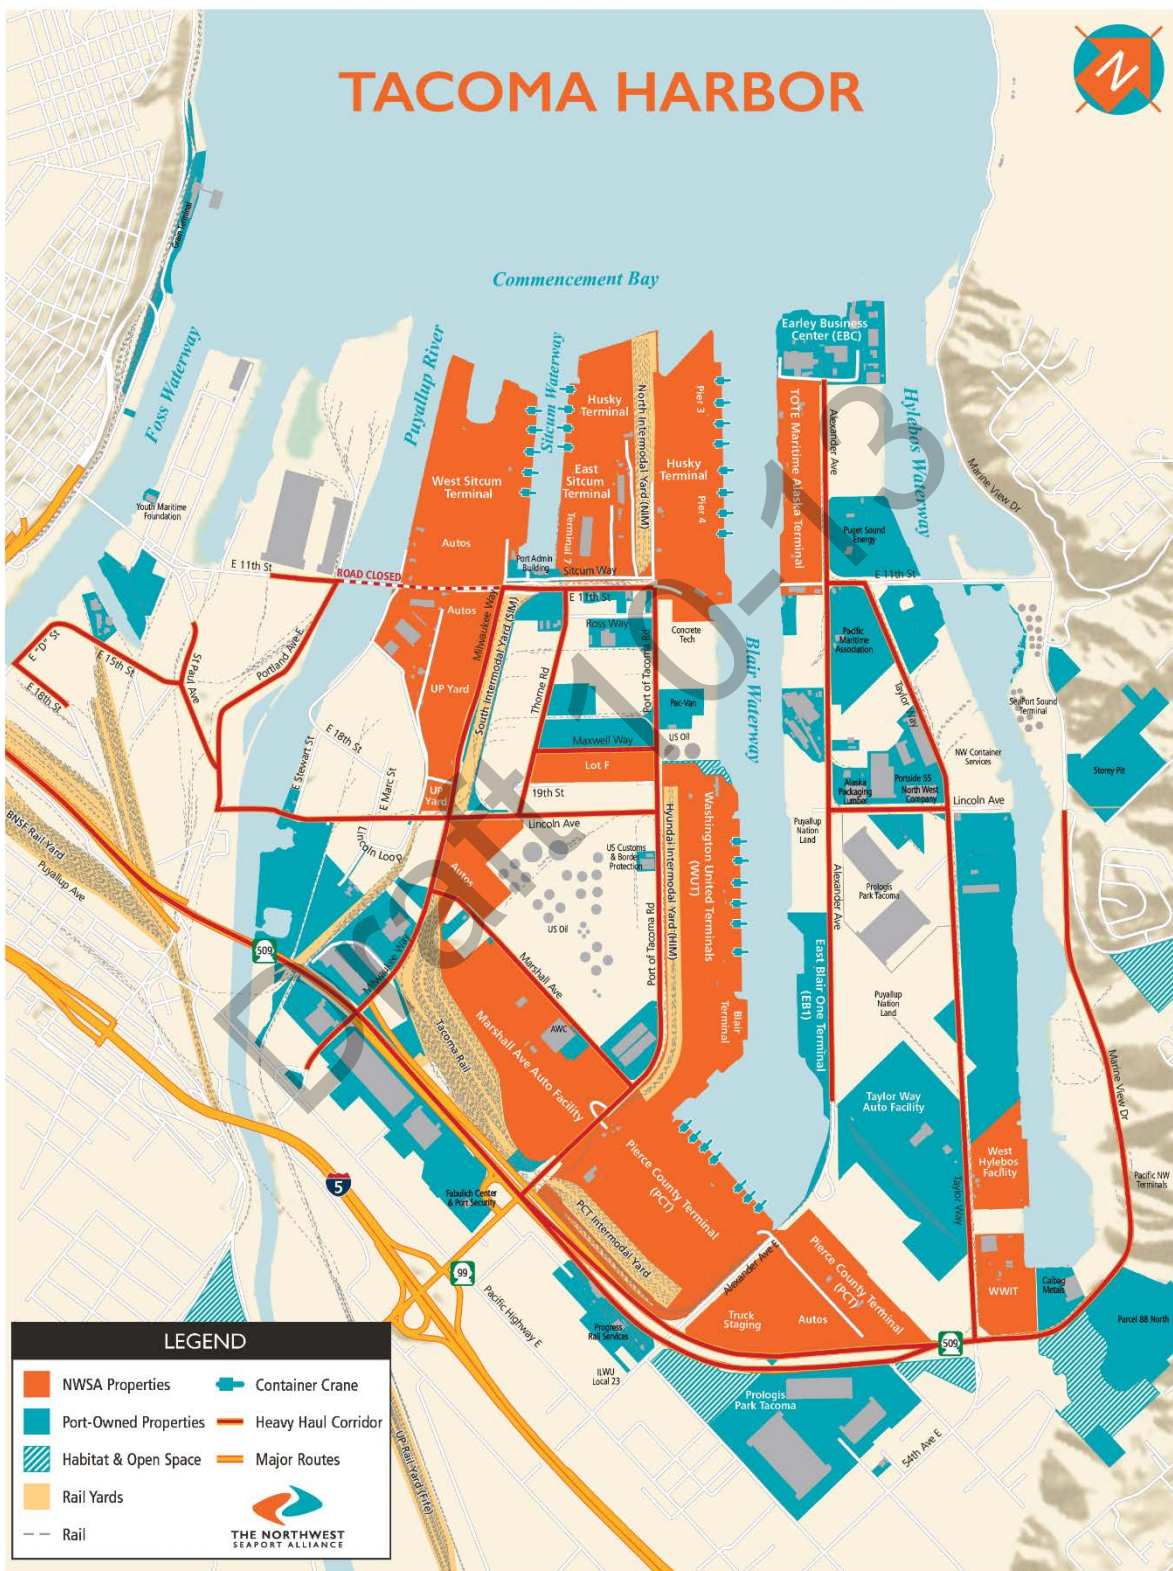 TACOMA HARBOR
N
Commencement Bay
Grain Terminal
Foss Waterway
Puyallup River
Sitcum Waterway
Hylebos Waterway
Blair Waterway
Earley Business
Center (EBC)
Husky
Terminal
North Intermodal Yard (NIM)
Pier 3
Husky
Terminal
Pier 4
TOTE Maritime Alaska Terminal
Alexander Ave
Marine View Dr
West Sitcum
Terminal
East
Sitcum
Terminal
Terminal 7
Autos
Youth Maritime
Foundation
Puget Sound
Energy
Port Admin
Building
Sitcum Way
E 11th St
ROAD CLOSED
E 11th St
E 11th St
Autos
Milwaukee Way
South Intermodal Yard (SIM)
Ross Way
Concrete
Tech
Port of Tacoma Rd
Pacific
Maritime
Association
E "D" St
E 15th St
St Paul Ave
Portland Ave E
E 18th St
UP Yard
Thorne Rd
Pac-Van
Taylor Way
SeaPort Sound
Terminal
E 18th St
Maxwell Way
US Oil
E Stewart St
E Marc St
Lot F
NW Container
Services
Storey Pit
UP
Yard
19th St
Alaska
Packaging
Lumber
Portside 55
North West
Company
Lincoln Ave
Lincoln Ave
BNSF Rail Yard
Puyallup Ave
Lincoln Loop
Washington United Terminals
(WUT)
Hyundai Intermodal Yard (HIM)
Puyallup
Nation
Land
US Customs
& Border
Protection
Autos
Alexander Ave
Prologis
Park Tacoma
US Oil
Port of Tacoma Rd
509
Milwaukee Way
Marshall Ave
East Blair One Terminal
(EB1)
Puyallup
Nation
Land
Blair
Terminal
AWC
Tacoma Rail
Marshall Ave Auto Facility
Taylor Way
Auto Facility
Marine View Dr
Pierce County Terminal
(PCT)
West
Hylebos
Facility
Pacific NW
Terminals
5
Fabulich Center
& Port Security
PCT Intermodal Yard
Taylor Way
99
Alexander Ave E
Pierce County Terminal
(PCT)
WWIT
Calbag
Metals
Pacific Highway E
Truck
Staging
Autos
Parcel 88 North
Progress
Rail Services
509
ILWU
Local 23
Prologis
Park Tacoma
54th Ave E
UP Rail Yard (Fife)
LEGEND
NWSA Properties
Container Crane
Port-Owned Properties
Heavy Haul Corridor
Habitat & Open Space
Major Routes
Rail Yards
Rail
THE NORTHWEST
SEAPORT ALLIANCE
Draft 10-13